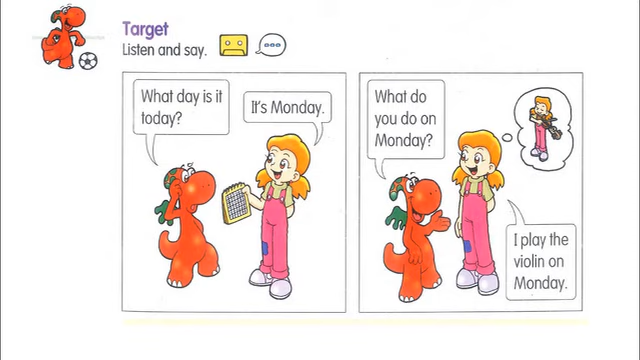 Target
Listen and say.
What day is it
today?
It's Monday.
What do
you do on
Monday?
I play the
violin on
Monday.